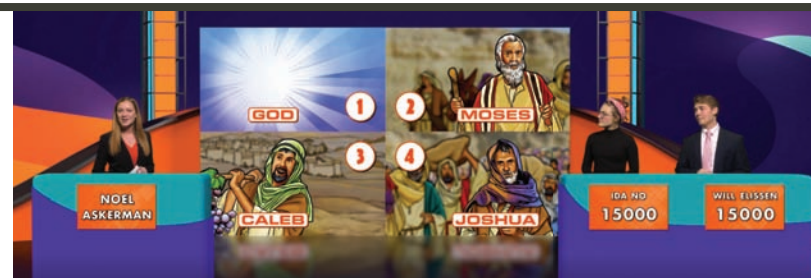 GOD
1
2
MOSES
3
4
CALEB
JOSHUA
NOEL
ASKERMAN
IDA NO
15000
WILL ELISSEN
15000